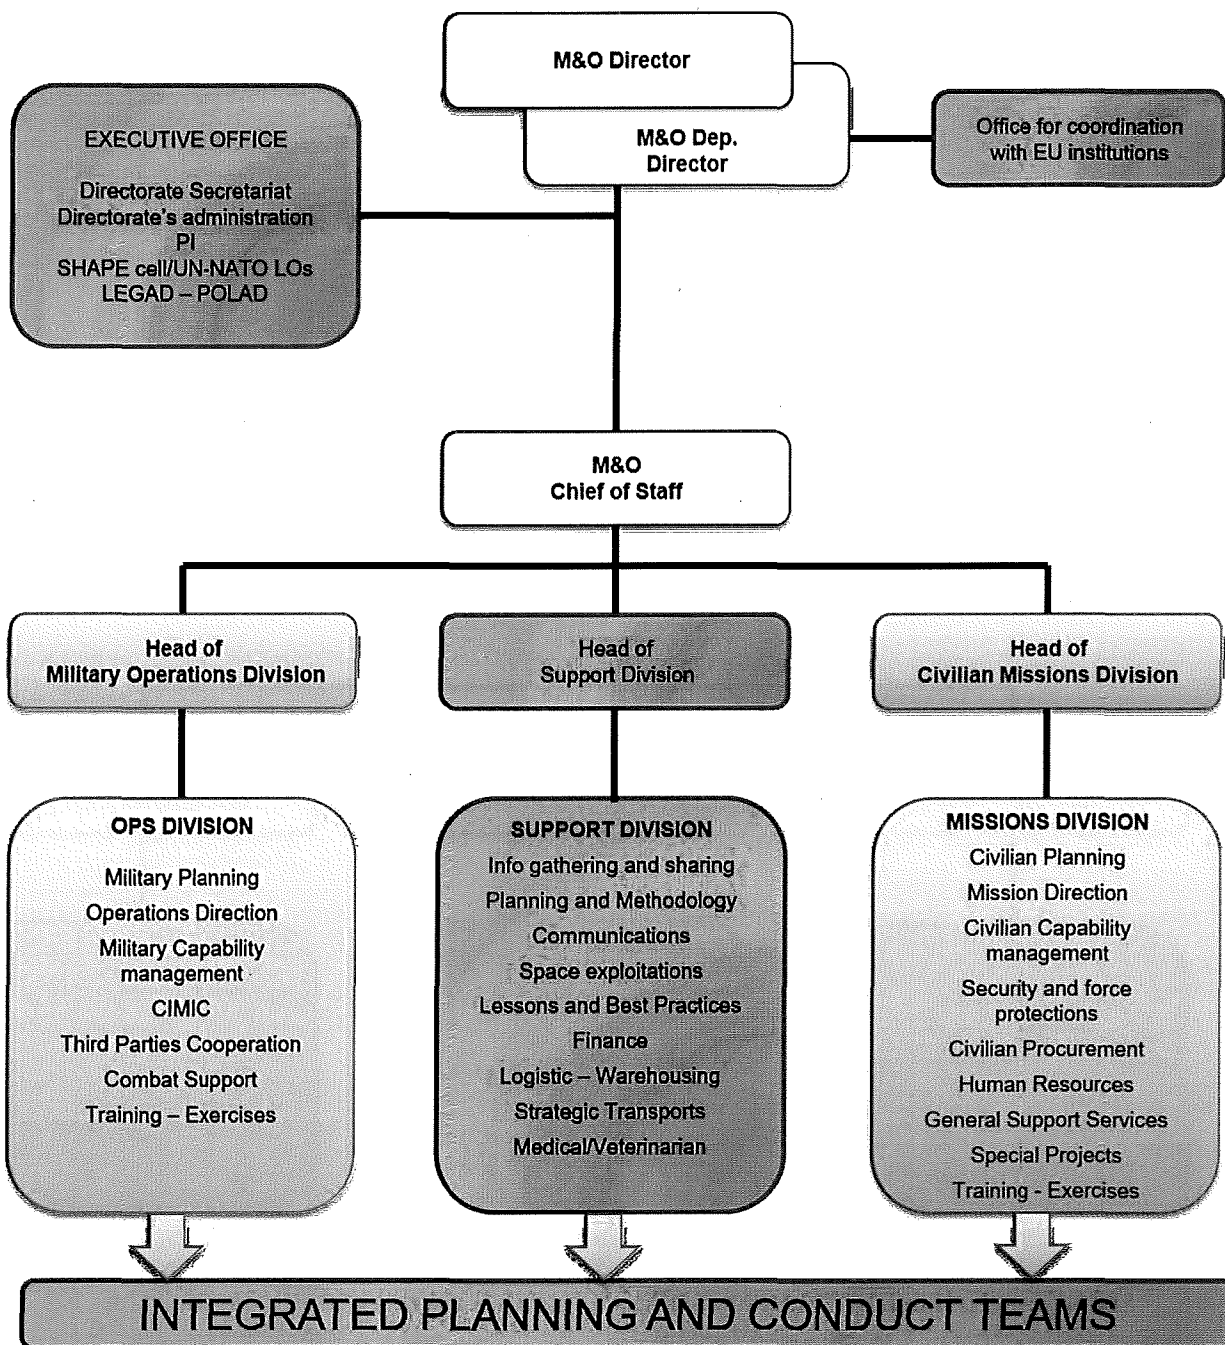 M&O Director
M&O Dep.
Director
Office for coordination
with EU institutions
EXECUTIVE OFFICE
Directorate Secretariat
Directorate's administration
PI
SHAPE cell/UN-NATO LOs
LEGAD – POLAD
M&O
Chief of Staff
Head of
Military Operations Division
Head of
Support Division
Head of
Civilian Missions Division
OPS DIVISION
Military Planning
Operations Direction
Military Capability
management
CIMIC
Third Parties Cooperation
Combat Support
Training – Exercises
SUPPORT DIVISION
Info gathering and sharing
Planning and Methodology
Communications
Space exploitations
Lessons and Best Practices
Finance
Logistic – Warehousing
Strategic Transports
Medical/Veterinarian
MISSIONS DIVISION
Civilian Planning
Mission Direction
Civilian Capability
management
Security and force
protections
Civilian Procurement
Human Resources
General Support Services
Special Projects
Training - Exercises
INTEGRATED PLANNING AND CONDUCT TEAMS